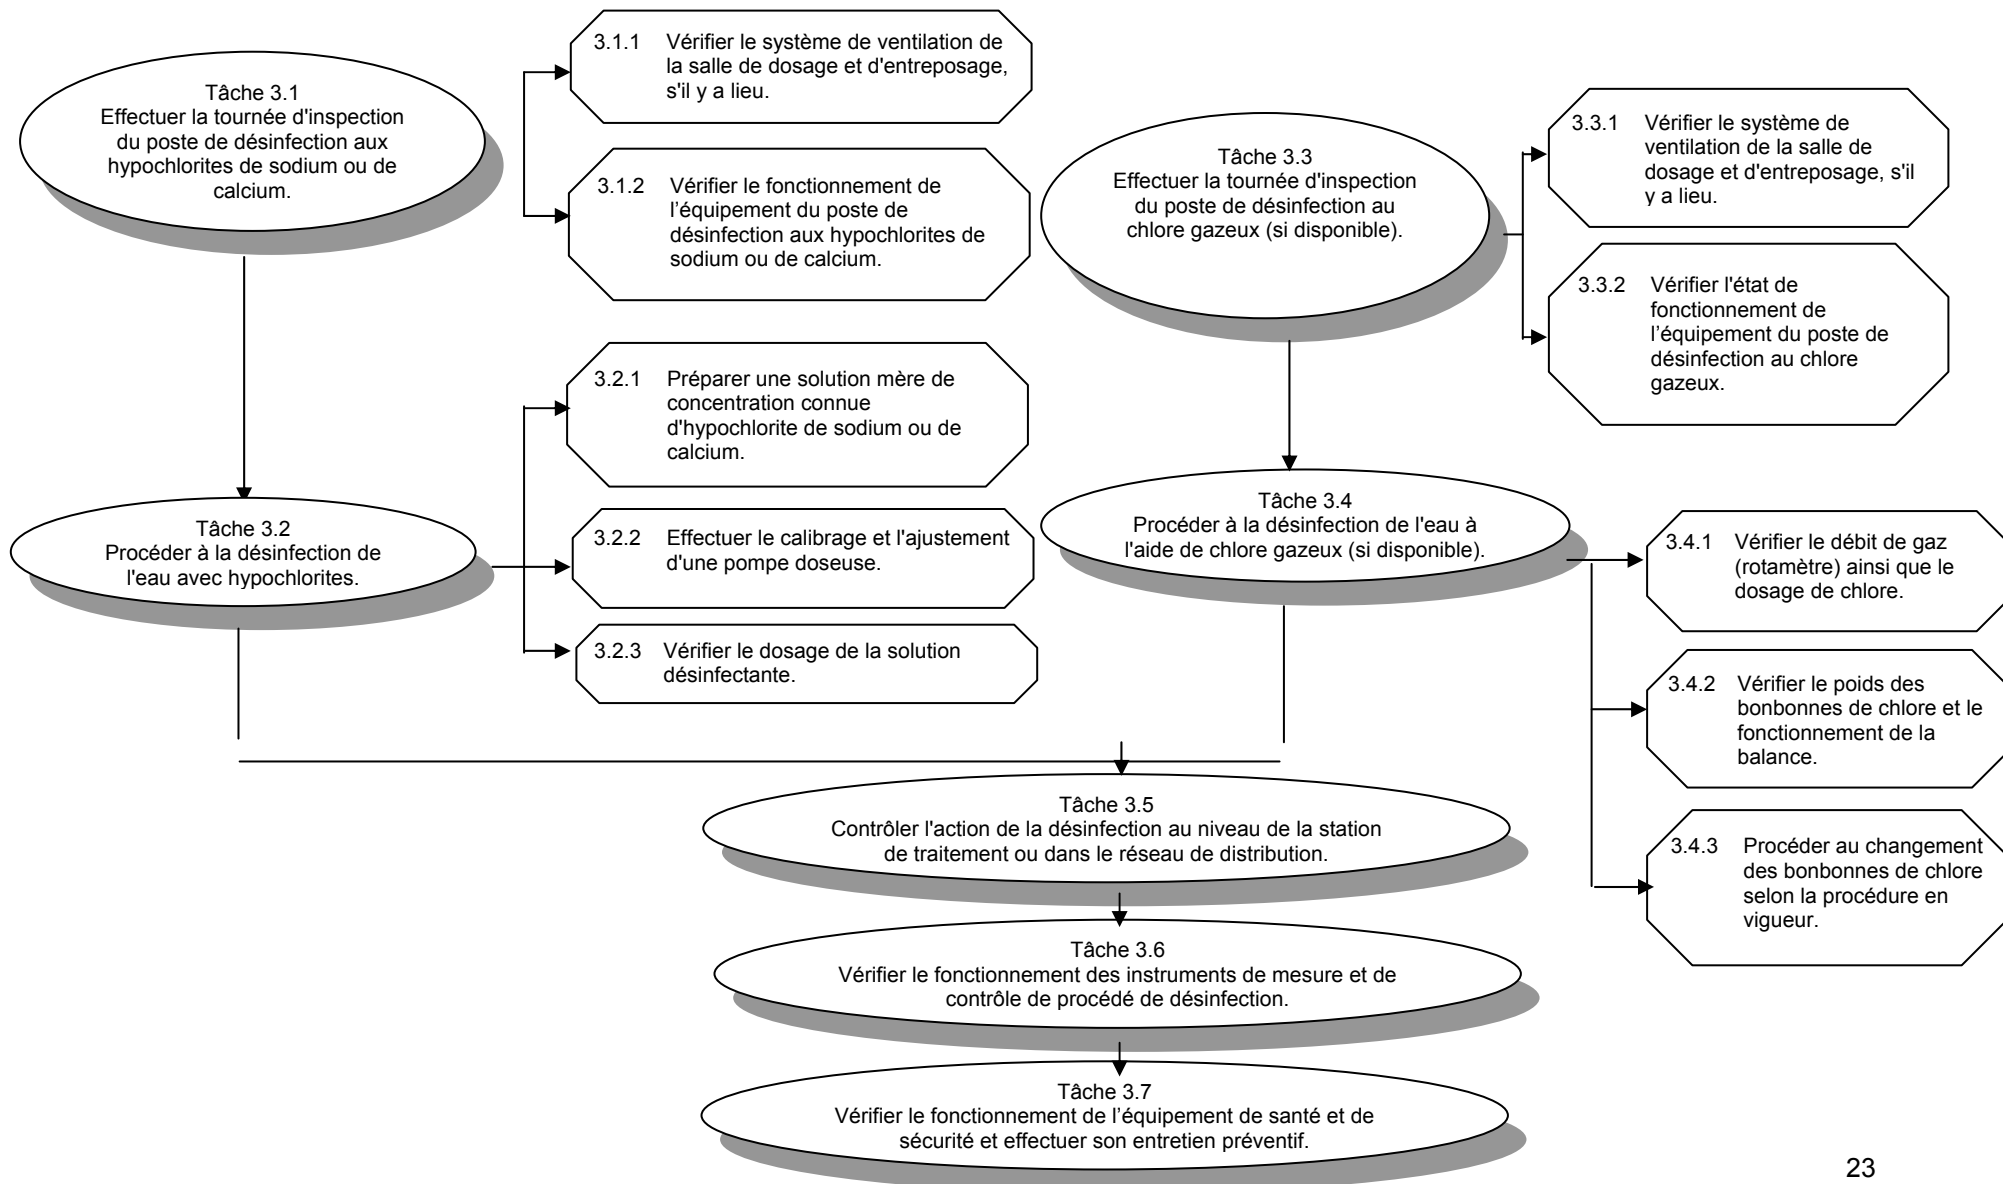 Tâche 3.1
Effectuer la tournée d'inspection
du poste de désinfection aux
hypochlorites de sodium ou de
calcium.
3.1.1 Vérifier le système de ventilation de
la salle de dosage et d'entreposage,
s'il y a lieu.
3.1.2 Vérifier le fonctionnement de
l’équipement du poste de
désinfection aux hypochlorites de
sodium ou de calcium.
Tâche 3.2
Procéder à la désinfection de
l'eau avec hypochlorites.
3.2.1 Préparer une solution mère de
concentration connue
d'hypochlorite de sodium ou de
calcium.
3.2.2 Effectuer le calibrage et l'ajustement
d'une pompe doseuse.
3.2.3 Vérifier le dosage de la solution
désinfectante.
Tâche 3.3
Effectuer la tournée d'inspection
du poste de désinfection au
chlore gazeux (si disponible).
3.3.1 Vérifier le système de
ventilation de la salle de
dosage et d'entreposage, s'il
y a lieu.
3.3.2 Vérifier l'état de
fonctionnement de
l’équipement du poste de
désinfection au chlore
gazeux.
Tâche 3.4
Procéder à la désinfection de l'eau à
l'aide de chlore gazeux (si disponible).
3.4.1 Vérifier le débit de gaz
(rotamètre) ainsi que le
dosage de chlore.
3.4.2 Vérifier le poids des
bonbonnes de chlore et le
fonctionnement de la
balance.
3.4.3 Procéder au changement
des bonbonnes de chlore
selon la procédure en
vigueur.
Tâche 3.5
Contrôler l'action de la désinfection au niveau de la station
de traitement ou dans le réseau de distribution.
Tâche 3.6
Vérifier le fonctionnement des instruments de mesure et de
contrôle de procédé de désinfection.
Tâche 3.7
Vérifier le fonctionnement de l’équipement de santé et de
sécurité et effectuer son entretien préventif.
23